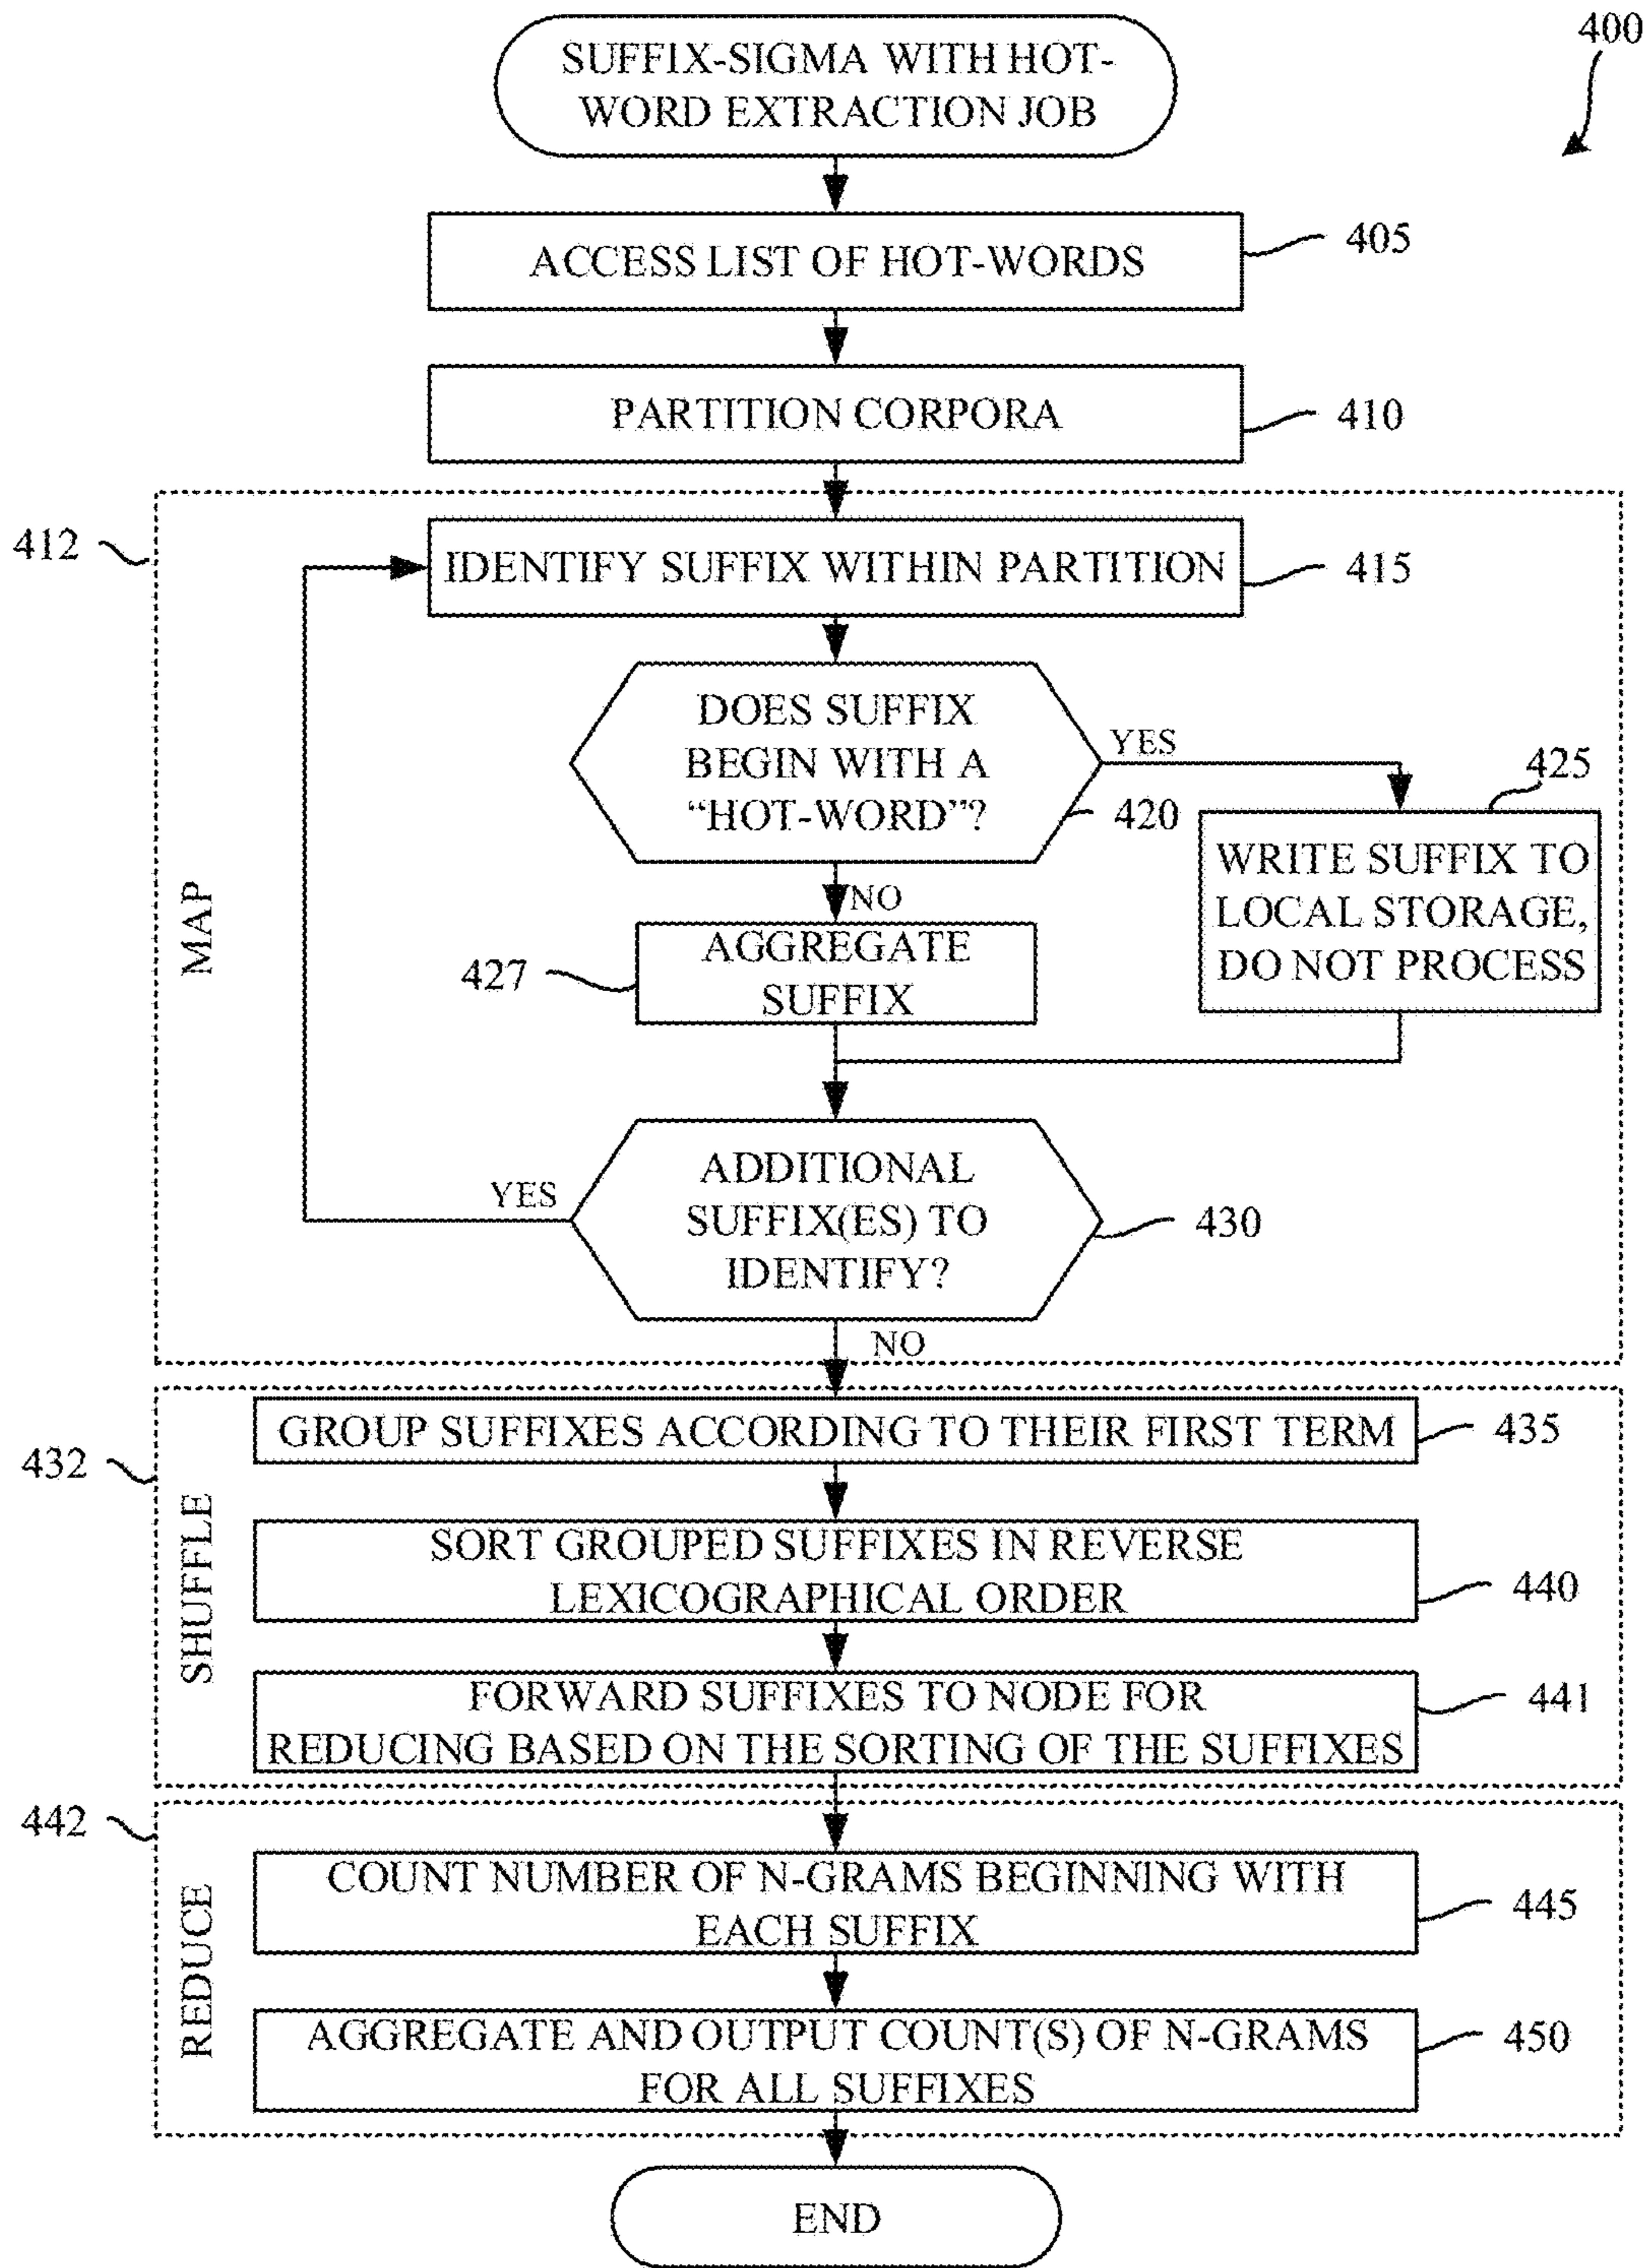 400
SUFFIX-SIGMA WITH HOT-
WORD EXTRACTION JOB
ACCESS LIST OF HOT-WORDS
405
PARTITION CORPORA
410
412
MAP
IDENTIFY SUFFIX WITHIN PARTITION
415
DOES SUFFIX
BEGIN WITH A
“HOT-WORD”?
420
YES
425
WRITE SUFFIX TO
LOCAL STORAGE,
DO NOT PROCESS
NO
AGGREGATE
SUFFIX
427
ADDITIONAL
SUFFIX(ES) TO
IDENTIFY?
430
YES
NO
432
SHUFFLE
GROUP SUFFIXES ACCORDING TO THEIR FIRST TERM
435
SORT GROUPED SUFFIXES IN REVERSE
LEXICOGRAPHICAL ORDER
440
FORWARD SUFFIXES TO NODE FOR
REDUCING BASED ON THE SORTING OF THE SUFFIXES
441
442
REDUCE
COUNT NUMBER OF N-GRAMS BEGINNING WITH
EACH SUFFIX
445
AGGREGATE AND OUTPUT COUNT(S) OF N-GRAMS
FOR ALL SUFFIXES
450
END